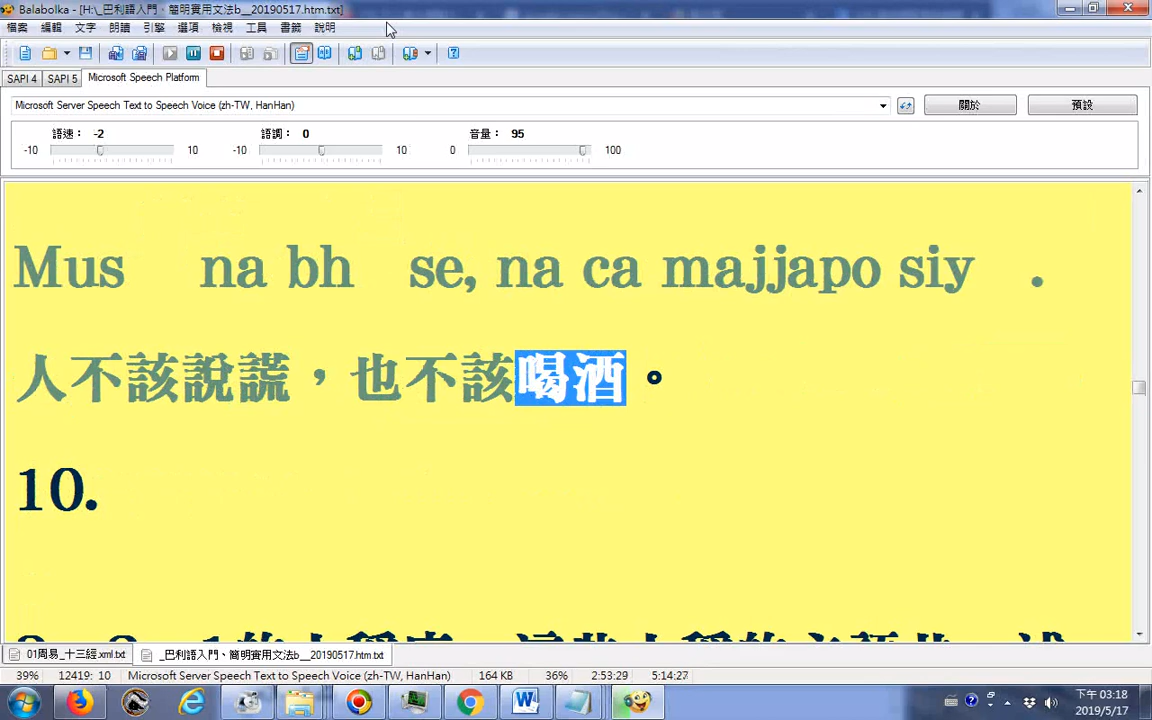 Balabolka - [H:\_巴利語入門、簡明實用文法b__20190517.htm.txt]
檔案 編輯 文字 朗讀 引擎 選項 檢視 工具 書籤 說明
SAPI 4 SAPI 5 Microsoft Speech Platform
Microsoft Server Speech Text to Speech Voice (zh-TW, HanHan) 關於 預設
語速： -2 語調： 0 音量： 95
-10 10 -10 10 0 100
Mus na bh se, na ca majjapo siy .
人不該說謊，也不該喝酒。
10.
01周易_十三經.xml.txt _巴利語入門、簡明實用文法b__20190517.htm.txt
39% 12419: 10 Microsoft Server Speech Text to Speech Voice (zh-TW, HanHan) 164 KB 36% 2:53:29 5:14:27
下午 03:18
2019/5/17